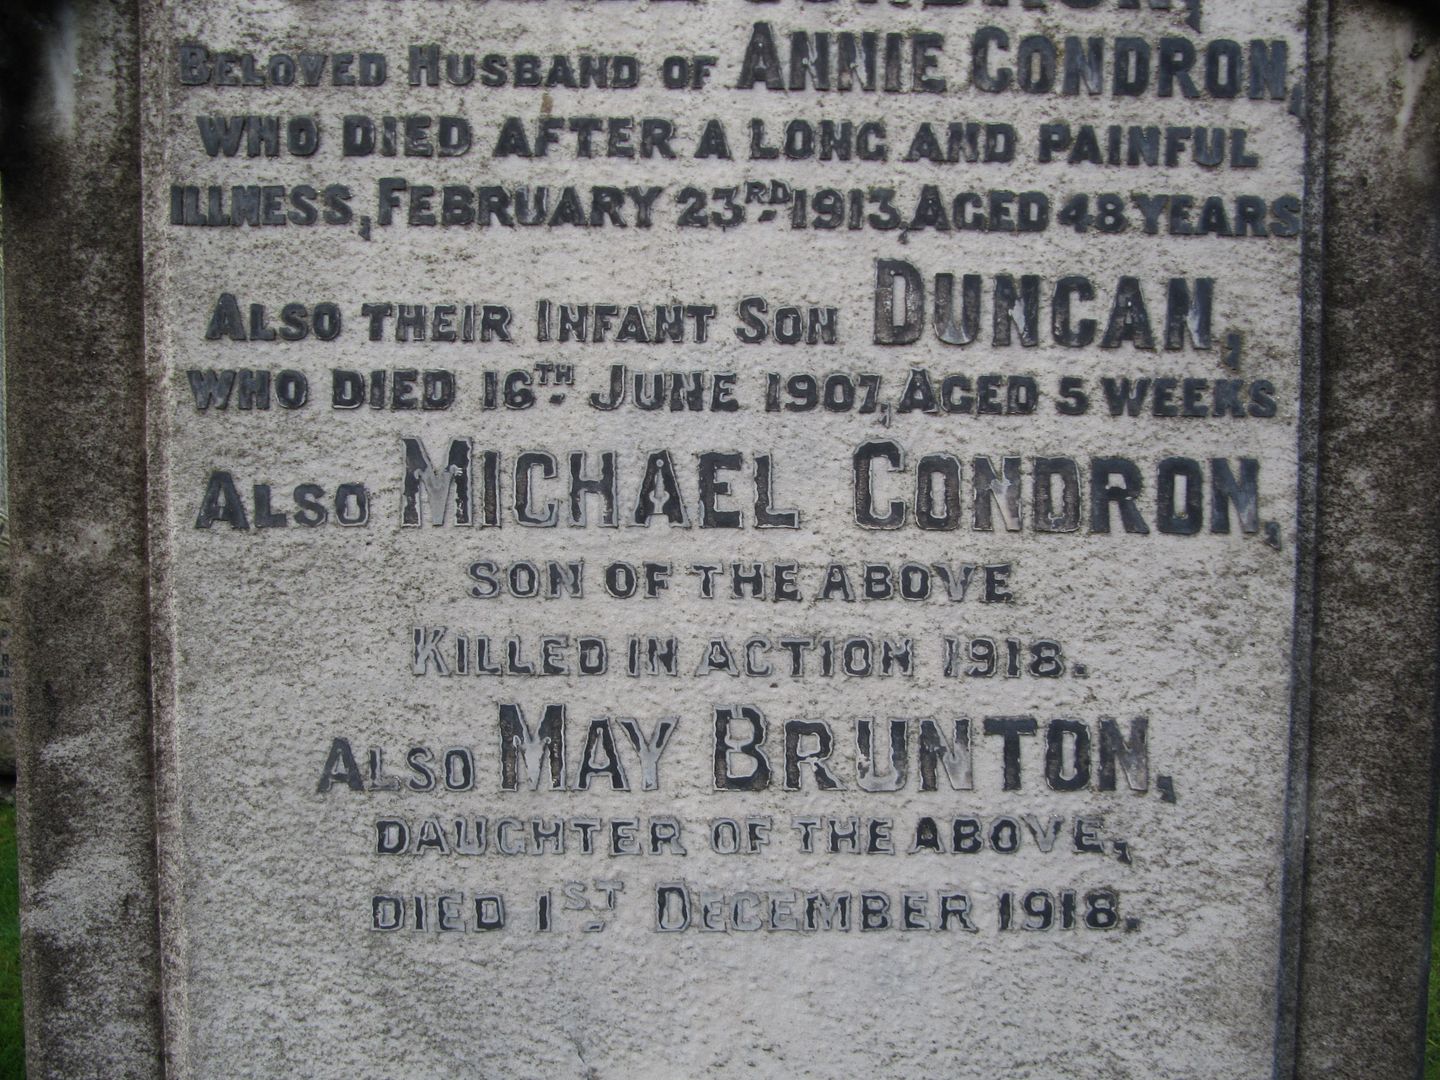 CONDRON,
BELOVED HUSBAND OF ANNIE CONDRON,
WHO DIED AFTER A LONG AND PAINFUL
ILLNESS, FEBRUARY 23RD 1913, AGED 48 YEARS
ALSO THEIR INFANT SON DUNCAN,
WHO DIED 16TH JUNE 1907, AGED 5 WEEKS
ALSO MICHAEL CONDRON,
SON OF THE ABOVE
KILLED IN ACTION 1918.
ALSO MAY BRUNTON,
DAUGHTER OF THE ABOVE,
DIED 1ST DECEMBER 1918.